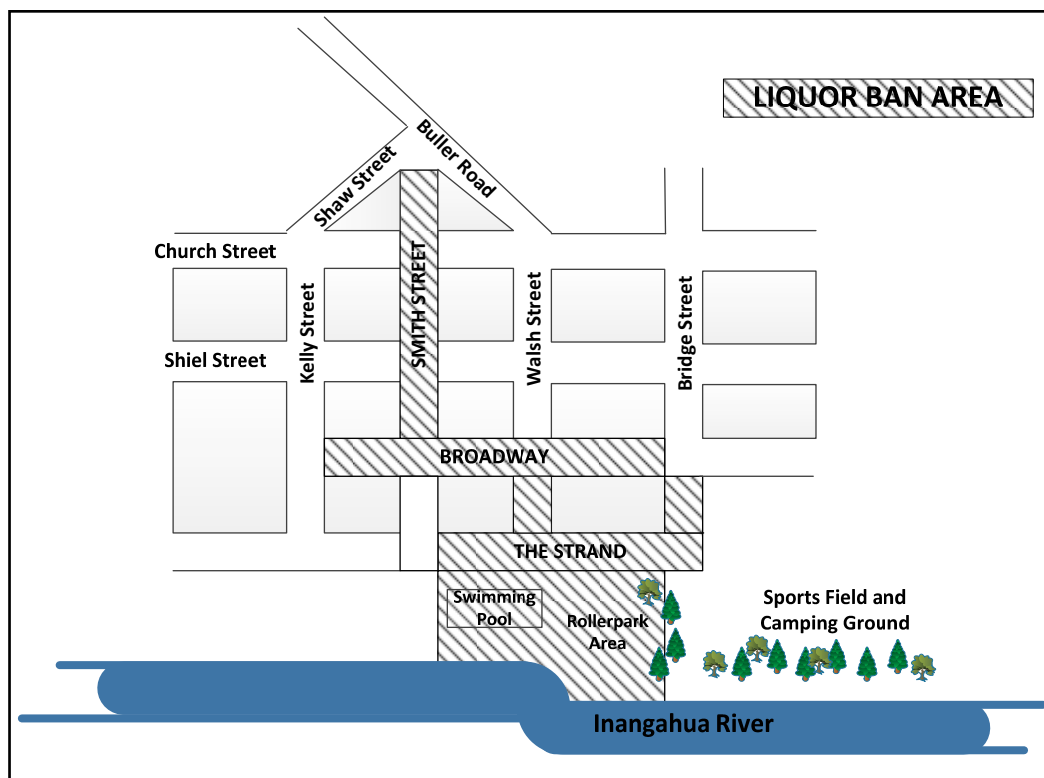 LIQUOR BAN AREA
Buller Road
Shaw Street
Church Street
SMITH STREET
Kelly Street
Walsh Street
Bridge Street
Shiel Street
BROADWAY
THE STRAND
Swimming
Pool
Rollerpark
Area
Sports Field and
Camping Ground
Inangahua River